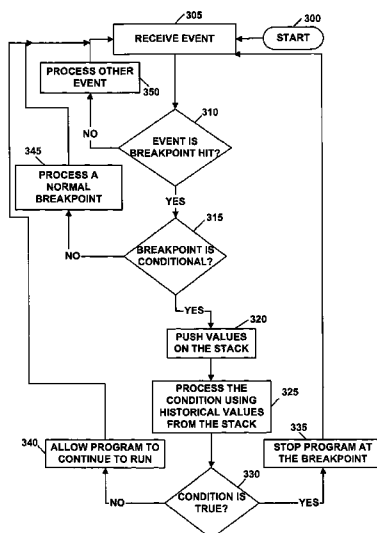 305
300
RECEIVE EVENT
START
PROCESS OTHER
EVENT
350
310
NO
EVENT IS
BREAKPOINT HIT?
345
PROCESS A
NORMAL
BREAKPOINT
YES
315
NO
BREAKPOINT IS
CONDITIONAL?
YES
320
PUSH VALUES
ON THE STACK
325
PROCESS THE
CONDITION USING
HISTORICAL VALUES
FROM THE STACK
335
340
ALLOW PROGRAM TO
CONTINUE TO RUN
STOP PROGRAM AT
THE BREAKPOINT
330
NO
CONDITION IS
TRUE?
YES